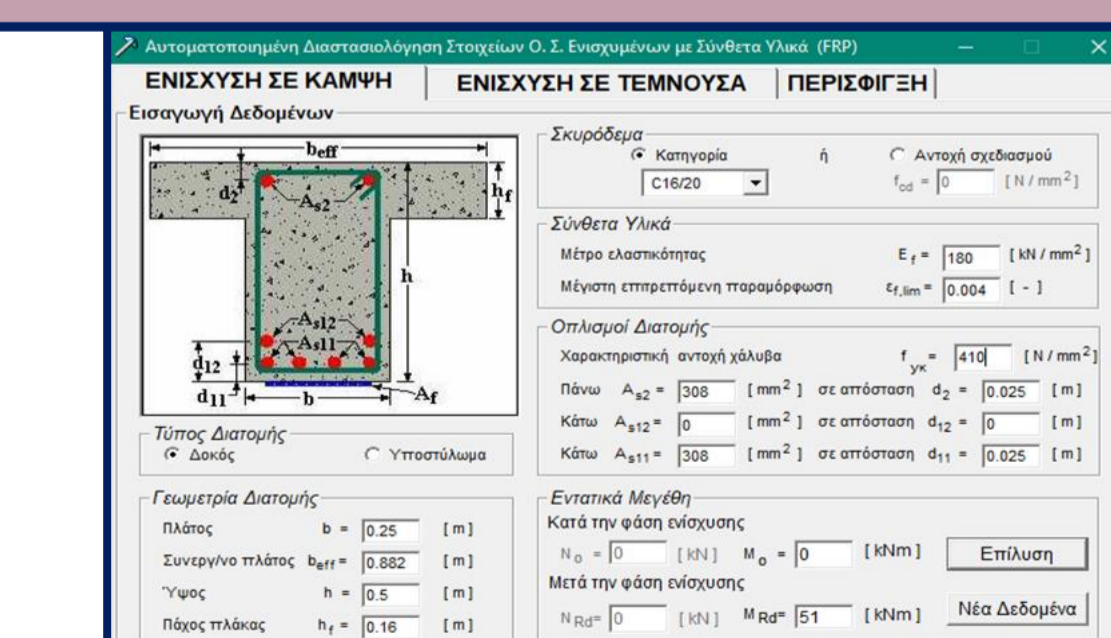 Αυτοματοποιημένη Διαστασιολόγηση Στοιχείων Ο. Σ. Ενισχυμένων με Σύνθετα Υλικά (FRP)
ΕΝΙΣΧΥΣΗ ΣΕ ΚΑΜΨΗ ΕΝΙΣΧΥΣΗ ΣΕ ΤΕΜΝΟΥΣΑ ΠΕΡΙΣΦΙΓΞΗ
Εισαγωγή Δεδομένων
beff
d2
As2
hf
h
As12
As11
d12
d11
b
Af
Τύπος Διατομής
Δοκός Υποστύλωμα
Γεωμετρία Διατομής
Πλάτος b = 0.25 [ m ]
Συνεργ/νο πλάτος beff = 0.882 [ m ]
Ύψος h = 0.5 [ m ]
Πάχος πλάκας hf = 0.16 [ m ]
Σκυρόδεμα
Κατηγορία ή Αντοχή σχεδιασμού
C16/20 fcd = 0 [ N / mm2 ]
Σύνθετα Υλικά
Μέτρο ελαστικότητας Ef = 180 [ kN / mm2 ]
Μέγιστη επιτρεπόμενη παραμόρφωση εf,lim = 0.004 [ - ]
Οπλισμοί Διατομής
Χαρακτηριστική αντοχή χάλυβα fyκ = 410 [ N / mm2 ]
Πάνω As2 = 308 [ mm2 ] σε απόσταση d2 = 0.025 [ m ]
Κάτω As12 = 0 [ mm2 ] σε απόσταση d12 = 0 [ m ]
Κάτω As11 = 308 [ mm2 ] σε απόσταση d11 = 0.025 [ m ]
Εντατικά Μεγέθη
Κατά την φάση ενίσχυσης
No = 0 [ kN ] Mo = 0 [ kNm ] Επίλυση
Μετά την φάση ενίσχυσης
NRd= 0 [ kN ] MRd= 51 [ kNm ] Νέα Δεδομένα